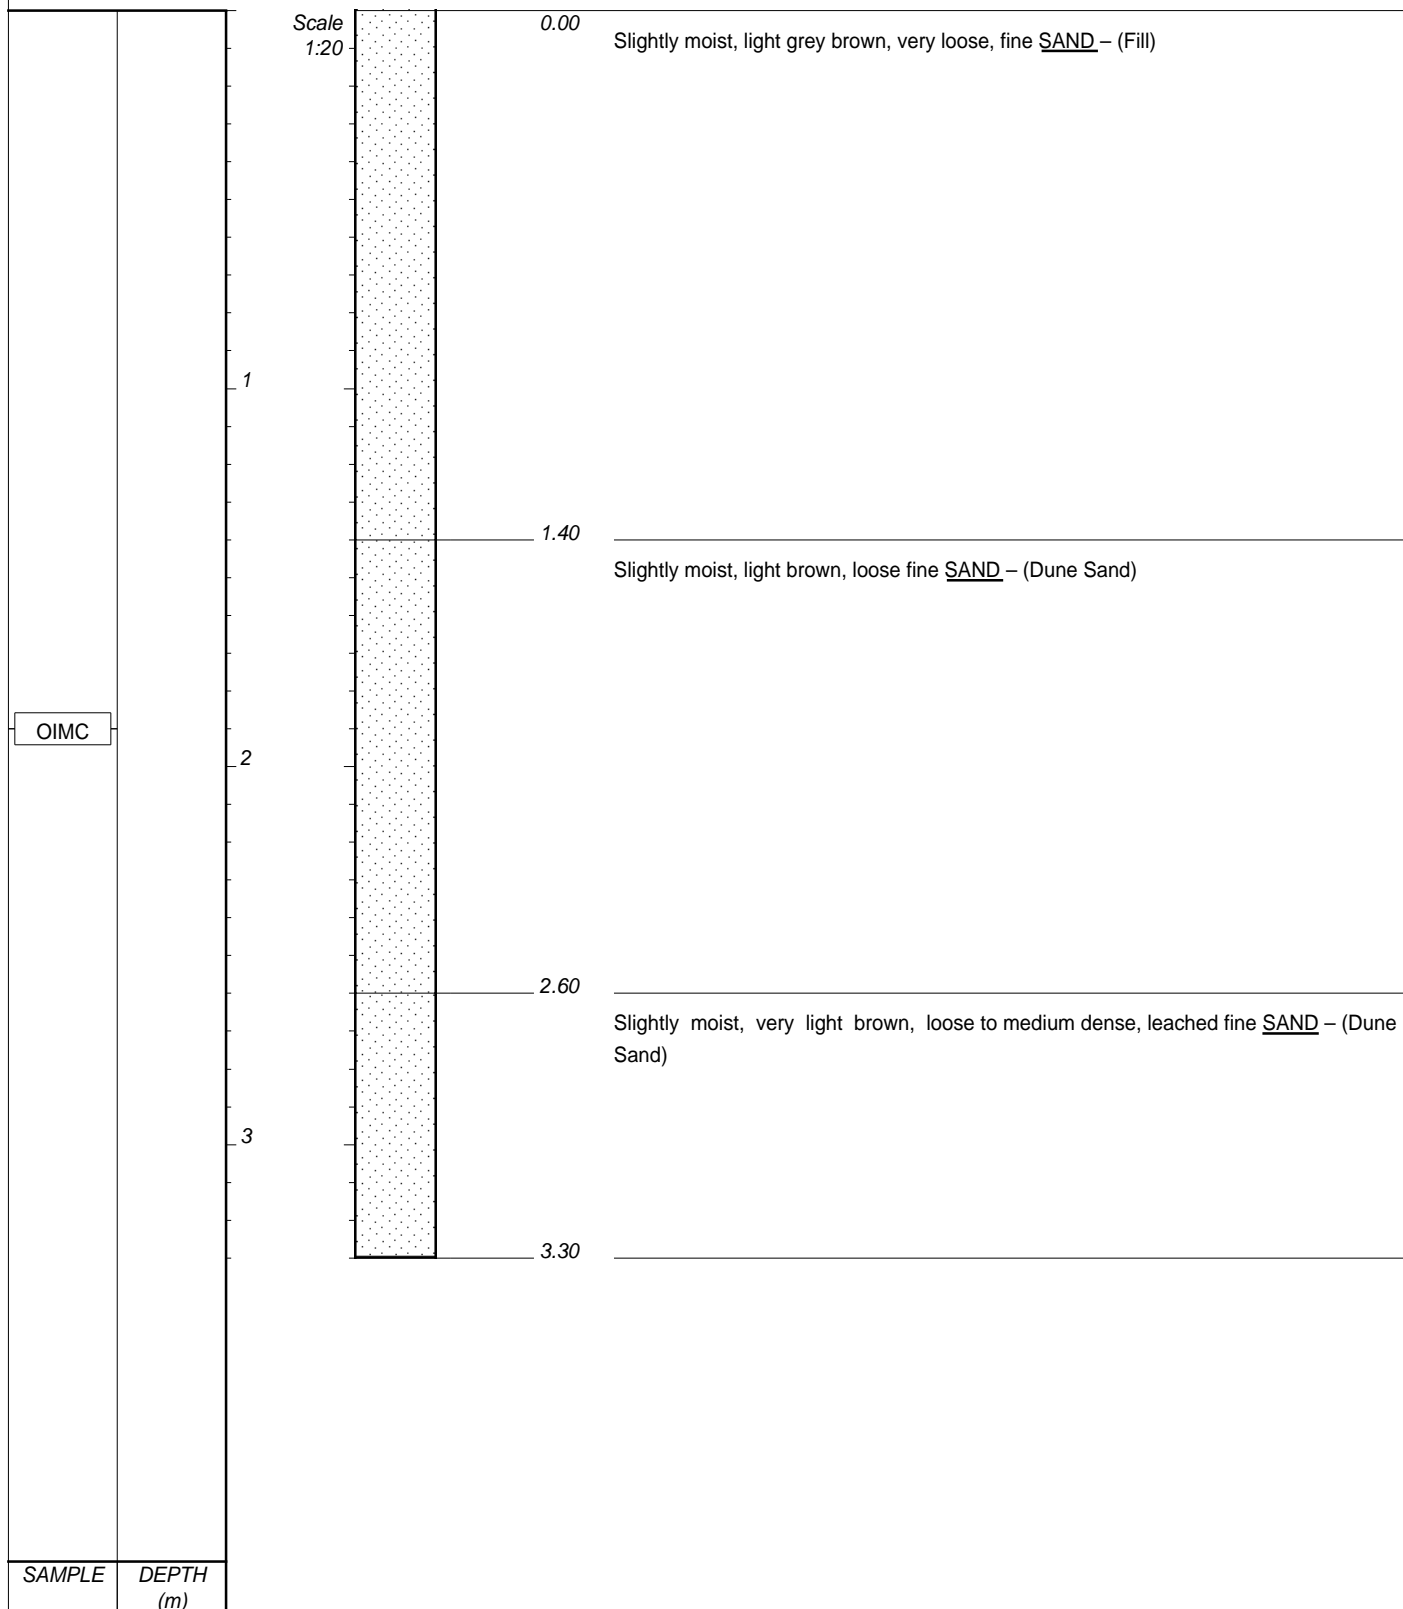 Scale
1:20
0.00
Slightly moist, light grey brown, very loose, fine SAND – (Fill)
1
1.40
Slightly moist, light brown, loose fine SAND – (Dune Sand)
OIMC
2
2.60
Slightly moist, very light brown, loose to medium dense, leached fine SAND – (Dune
Sand)
3
3.30
SAMPLE
DEPTH
(m)